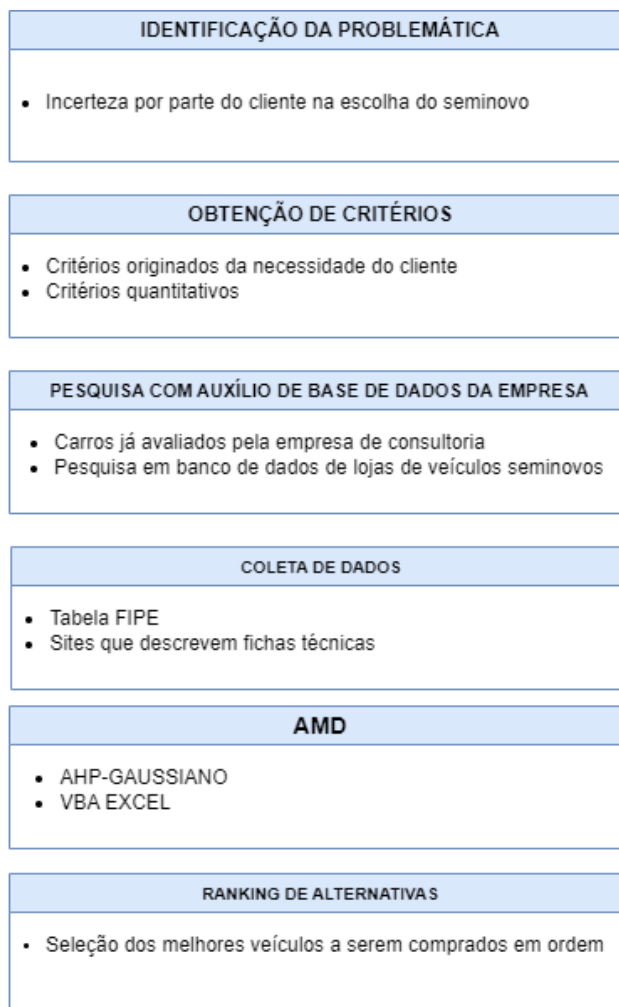 IDENTIFICAÇÃO DA PROBLEMÁTICA
• Incerteza por parte do cliente na escolha do seminovo
OBTENÇÃO DE CRITÉRIOS
• Critérios originados da necessidade do cliente
• Critérios quantitativos
PESQUISA COM AUXÍLIO DE BASE DE DADOS DA EMPRESA
• Carros já avaliados pela empresa de consultoria
• Pesquisa em banco de dados de lojas de veículos seminovos
COLETA DE DADOS
• Tabela FIPE
• Sites que descrevem fichas técnicas
AMD
• AHP-GAUSSIANO
• VBA EXCEL
RANKING DE ALTERNATIVAS
• Seleção dos melhores veículos a serem comprados em ordem